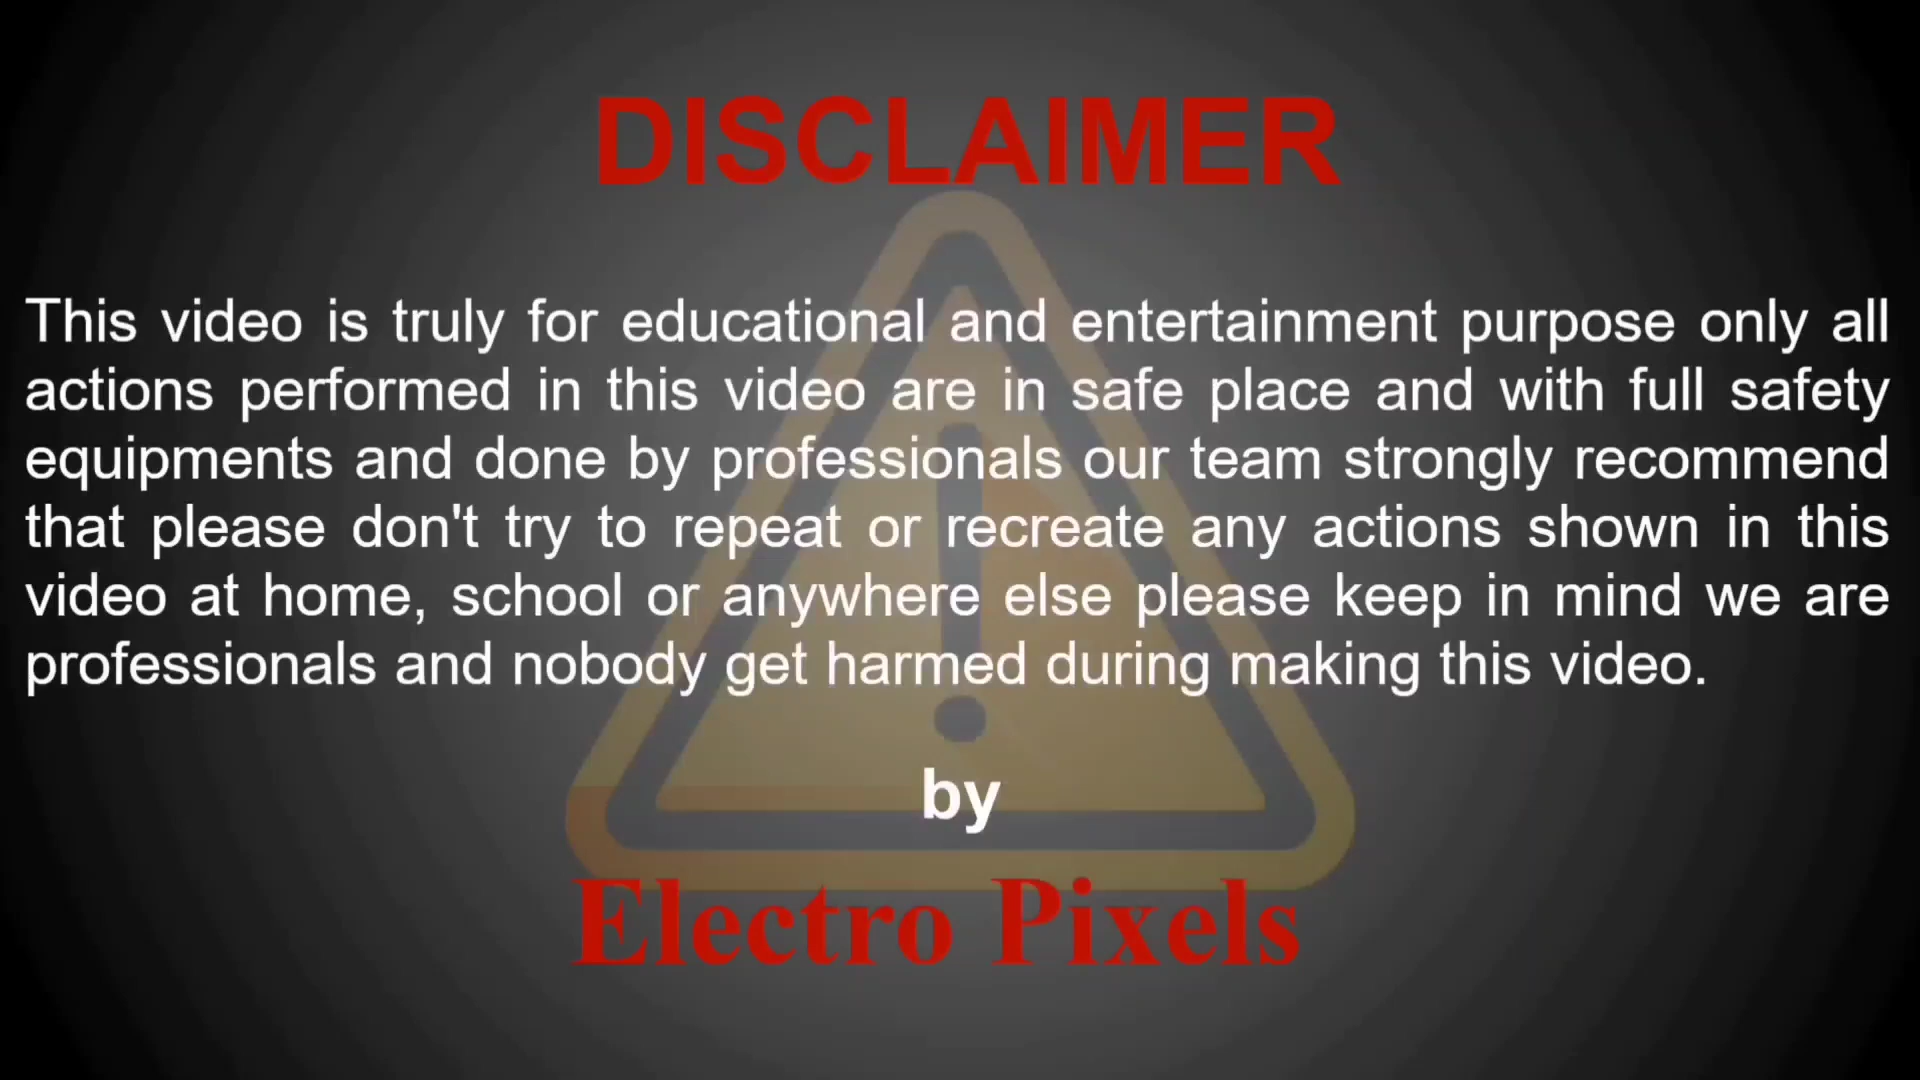 DISCLAIMER
This video is truly for educational and entertainment purpose only all
actions performed in this video are in safe place and with full safety
equipments and done by professionals our team strongly recommend
that please don't try to repeat or recreate any actions shown in this
video at home, school or anywhere else please keep in mind we are
professionals and nobody get harmed during making this video.
by
Electro Pixels